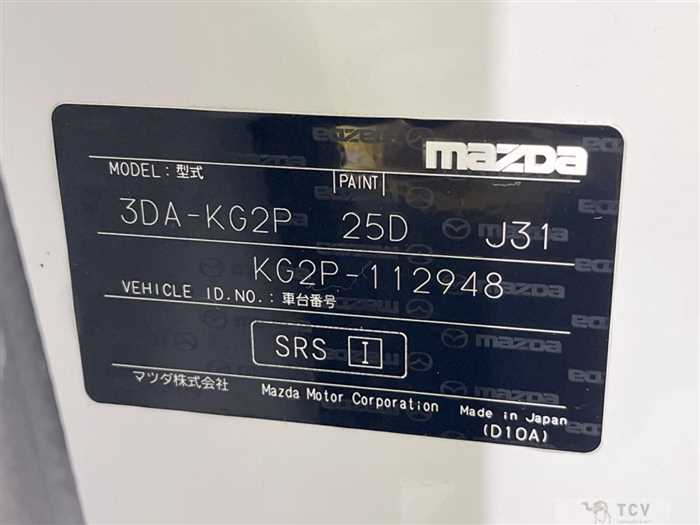 mazda
MODEL: 型式 PAINT
3DA-KG2P 25D J31
KG2P-112948
VEHICLE ID.NO.: 車台番号
SRS I
マツダ株式会社 Mazda Motor Corporation Made in Japan
(D10A)
TCV